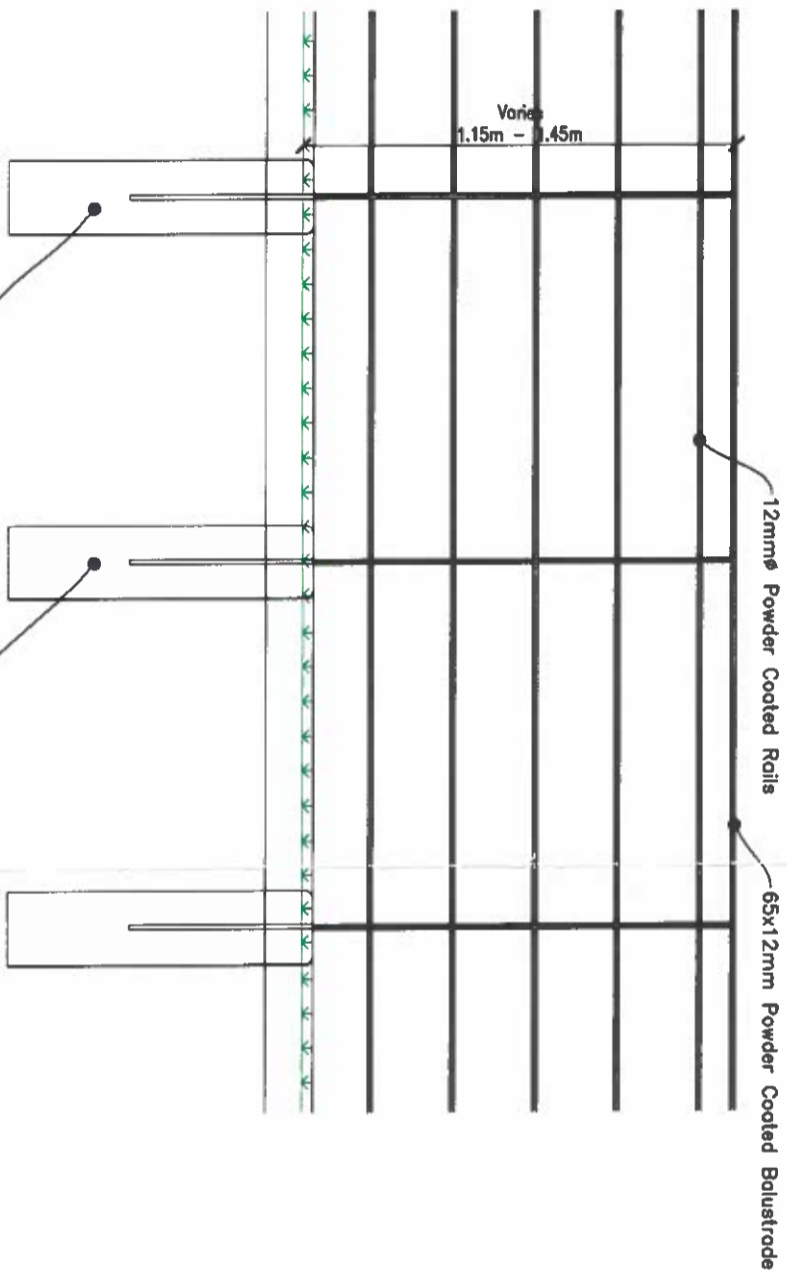 Varies
1.15m - 1.45m
12mmø Powder Coated Rails
65x12mm Powder Coated Balustrade